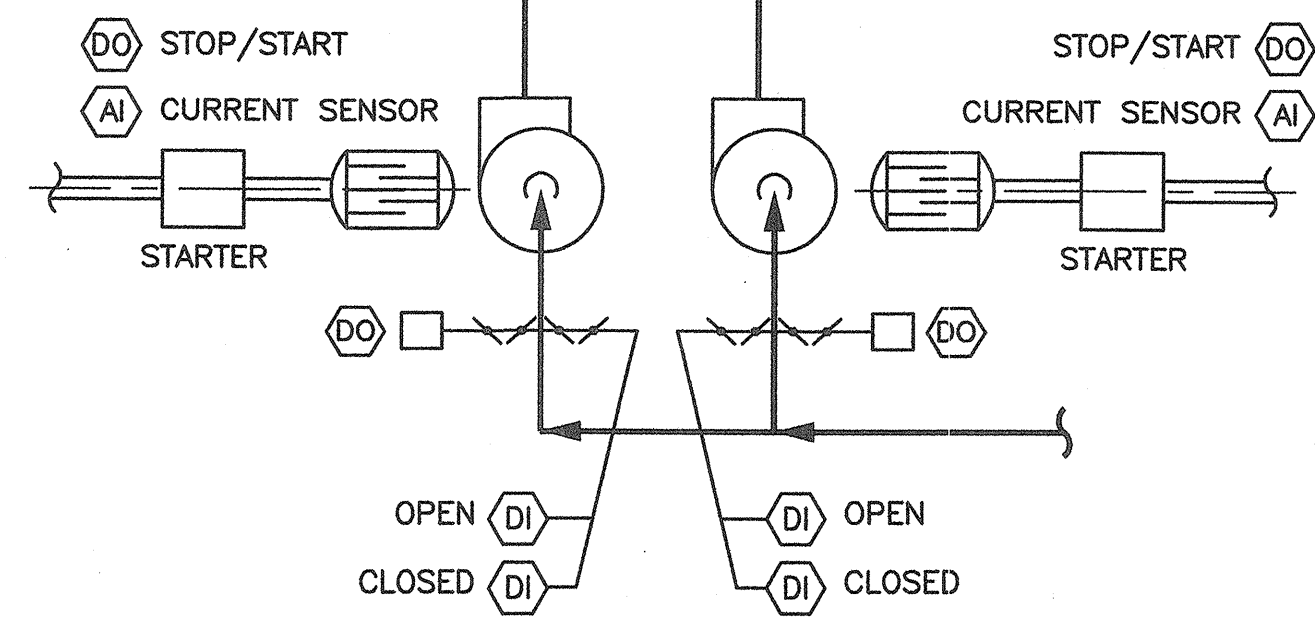 DO STOP/START
STOP/START DO
AI CURRENT SENSOR
CURRENT SENSOR AI
STARTER
STARTER
DO
DO
OPEN DI
DI OPEN
CLOSED DI
DI CLOSED